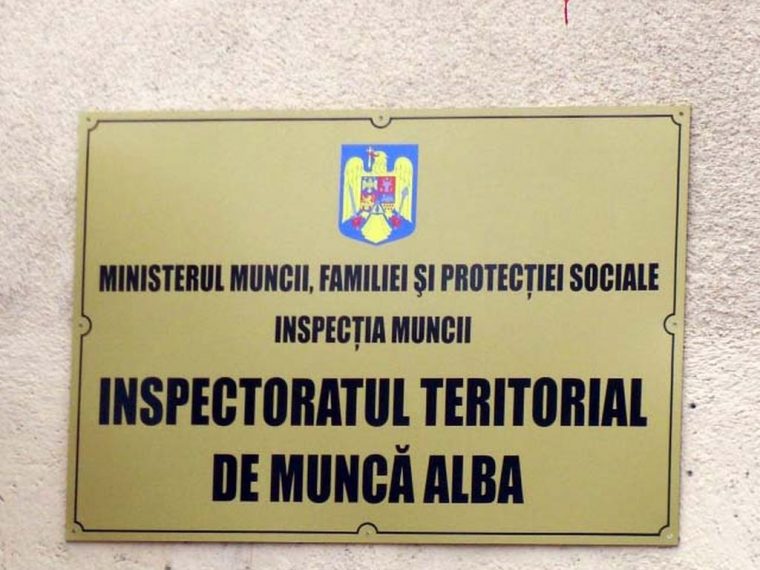 MINISTERUL MUNCII, FAMILIEI ŞI PROTECŢIEI SOCIALE
INSPECŢIA MUNCII
INSPECTORATUL TERITORIAL
DE MUNCĂ ALBA